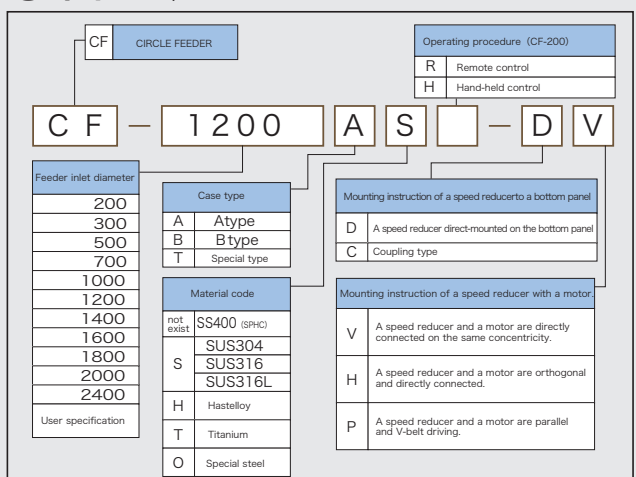 CF CIRCLE FEEDER
Operating procedure (CF-200)
R Remote control
H Hand-held control
C F — 1200 A S — D V
Feeder inlet diameter
200
300
500
700
1000
1200
1400
1600
1800
2000
2400
User specification
Case type
A Atype
B Btype
T Special type
Material code
not
exist
SS400 (SPHC)
S
SUS304
SUS316
SUS316L
H Hastelloy
T Titanium
O Special steel
Mounting instruction of a speed reducerto a bottom panel
D A speed reducer direct-mounted on the bottom panel
C Coupling type
Mounting instruction of a speed reducer with a motor.
V
A speed reducer and a motor are directly
connected on the same concentricity.
H
A speed reducer and a motor are orthogonal
and directly connected.
P
A speed reducer and a motor are parallel
and V-belt driving.